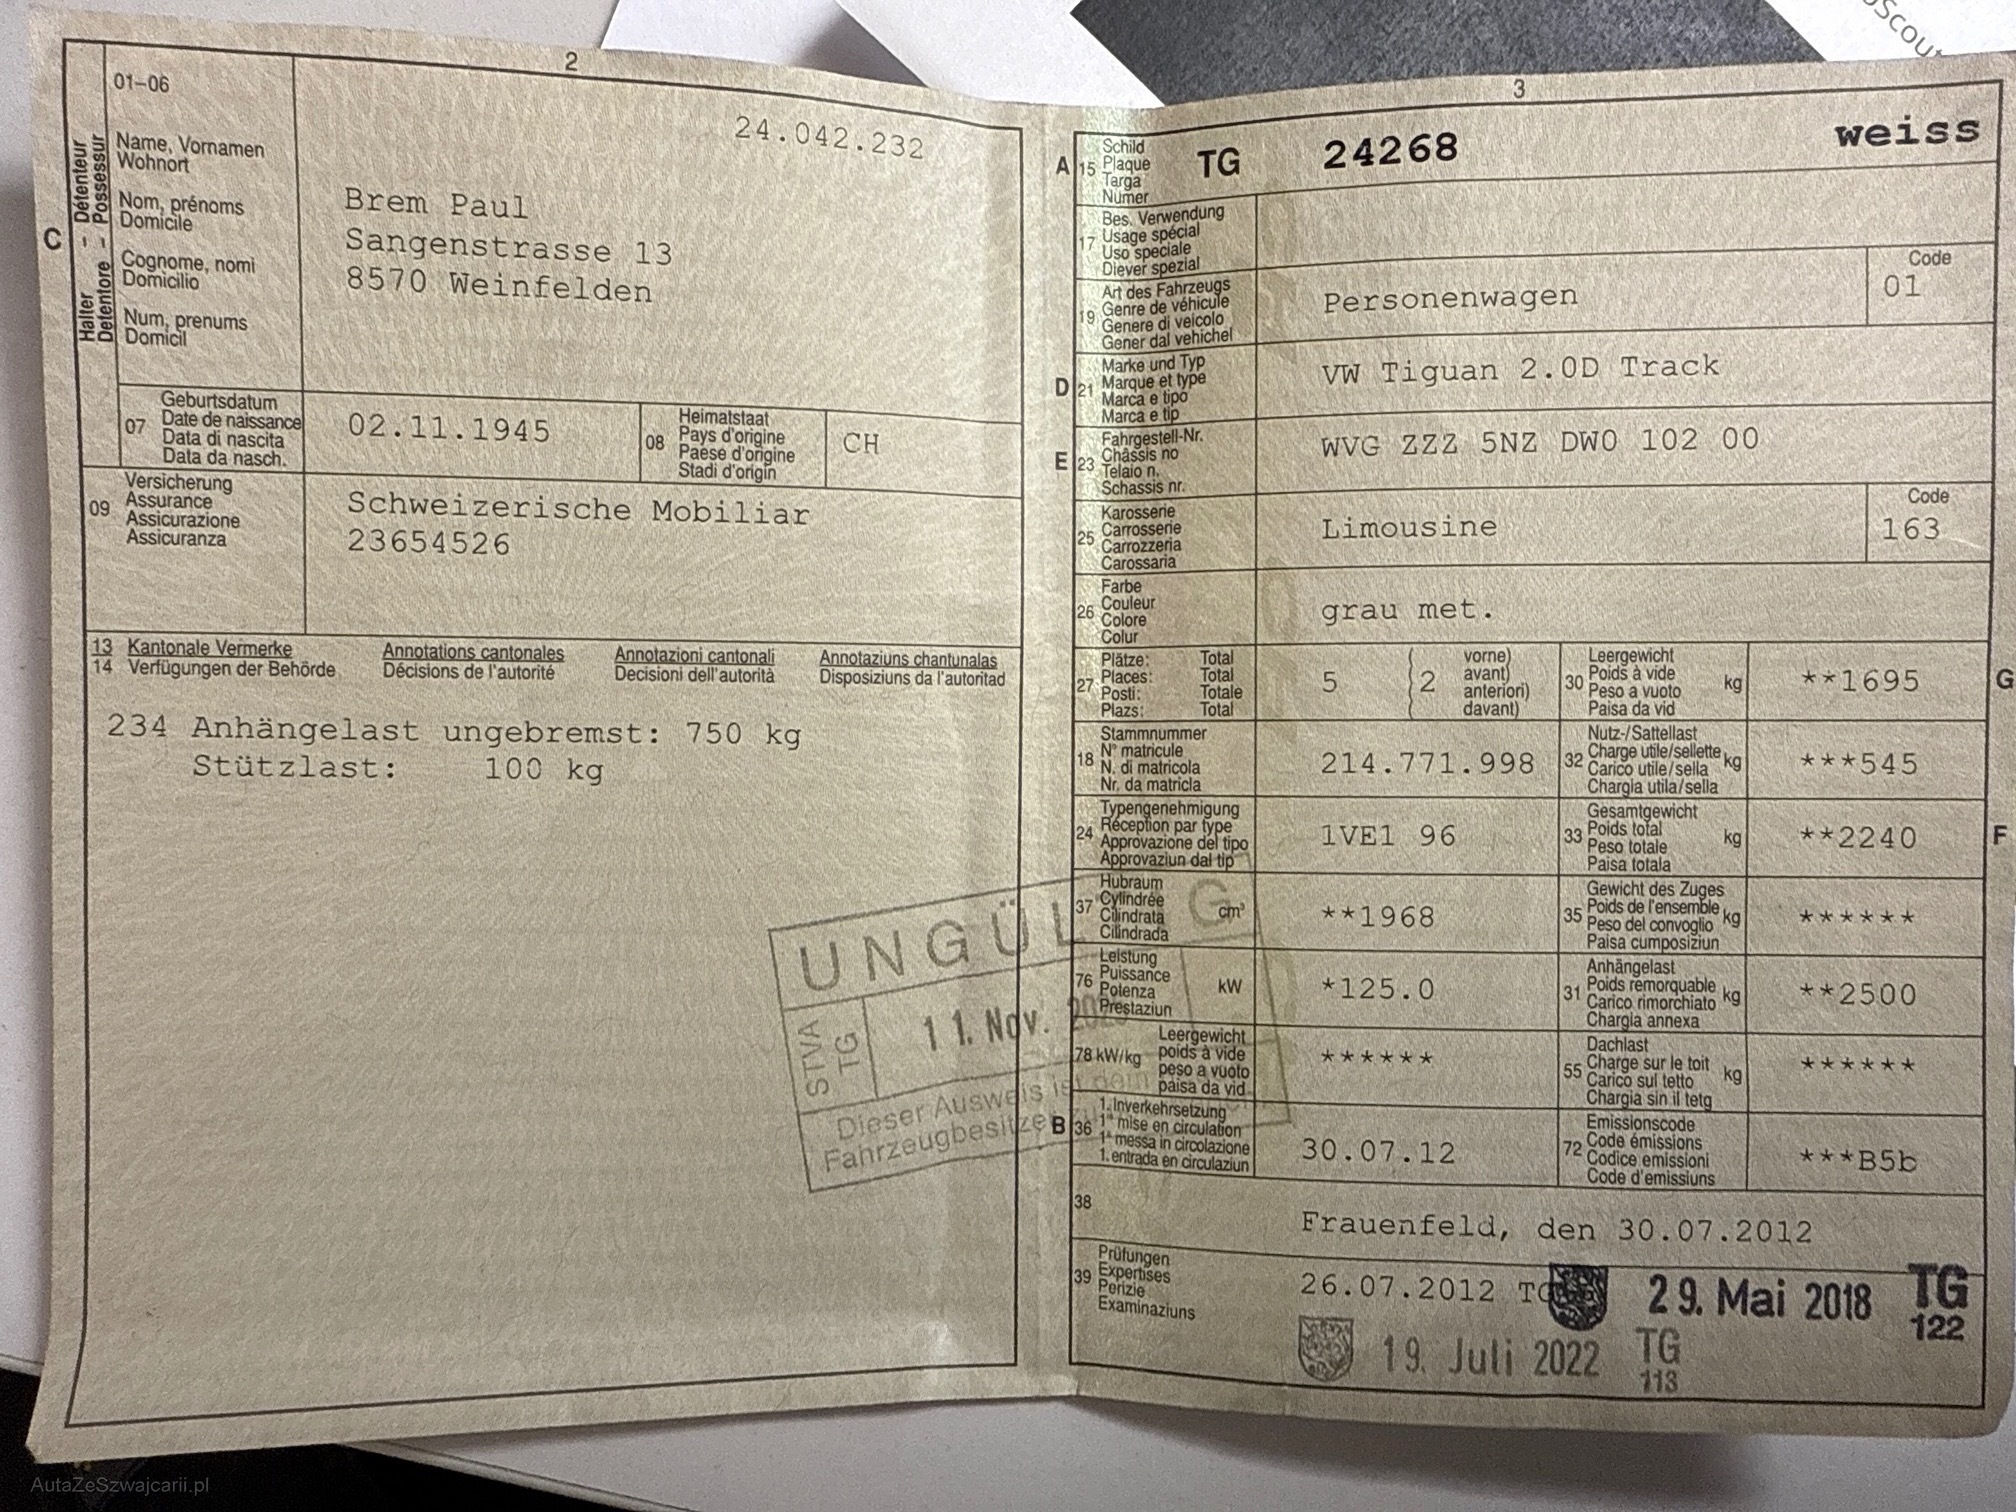 oScout
2
01–06
Halter - Détenteur
Detentore - Possessur
C
Name, Vornamen
Wohnort
Nom, prénoms
Domicile
Cognome, nomi
Domicilio
Num, prenums
Domicil
24.042.232
Brem Paul
Sangenstrasse 13
8570 Weinfelden
07
Geburtsdatum
Date de naissance
Data di nascita
Data da nasch.
02.11.1945
08
Heimatstaat
Pays d'origine
Paese d'origine
Stadi d'origin
CH
09
Versicherung
Assurance
Assicurazione
Assicuranza
Schweizerische Mobiliar
23654526
13 Kantonale Vermerke Annotations cantonales Annotazioni cantonali Annotaziuns chantunalas
14 Verfügungen der Behörde Décisions de l'autorité Decisioni dell'autorità Disposiziuns da l'autoritad
234 Anhängelast ungebremst: 750 kg
Stützlast: 100 kg
STVA
TG
11. Nov.
Dieser Ausweis
3
A
15
Schild
Plaque
Targa
Numer
TG
24268
weiss
17
Bes. Verwendung
Usage spécial
Uso speciale
Diever spezial
19
Art des Fahrzeugs
Genre de véhicule
Genere di veicolo
Gener dal vehichel
Personenwagen
Code
01
D
21
Marke und Typ
Marque et type
Marca e tipo
Marca e tip
VW Tiguan 2.0D Track
E
23
Fahrgestell-Nr.
Châssis no
Telaio n.
Schassis nr.
WVG ZZZ 5NZ DW0 102 00
25
Karosserie
Carrosserie
Carrozzeria
Carossaria
Limousine
Code
163
26
Farbe
Couleur
Colore
Colur
grau met.
27
Plätze: Total
Places: Total
Posti: Totale
Plazs: Total
5
2
vorne)
avant)
anteriori)
davant)
30
Leergewicht
Poids à vide
Peso a vuoto
Paisa da vid
kg
**1695
G
18
Stammnummer
N° matricule
N. di matricola
Nr. da matricla
214.771.998
32
Nutz-/Sattellast
Charge utile/sellette
Carico utile/sella
Chargia utila/sella
kg
***545
24
Typengenehmigung
Réception par type
Approvazione del tipo
Approvaziun dal tip
1VE1 96
33
Gesamtgewicht
Poids total
Peso totale
Paisa totala
kg
**2240
F
37
Hubraum
Cylindrée
Cilindrata
Cilindrada
cm³
**1968
35
Gewicht des Zuges
Poids de l'ensemble
Peso del convoglio
Paisa cumposiziun
kg
******
76
Leistung
Puissance
Potenza
Prestaziun
kW
*125.0
31
Anhängelast
Poids remorquable
Carico rimorchiato
Chargia annexa
kg
**2500
78 kW/kg
Leergewicht
poids à vide
peso a vuoto
paisa da vid
******
55
Dachlast
Charge sur le toit
Carico sul tetto
Chargia sin il tetg
kg
******
B
36
1. Inverkehrsetzung
1re mise en circulation
1a messa in circolazione
1. entrada en circulaziun
30.07.12
72
Emissionscode
Code émissions
Codice emissioni
Code d'emissiuns
***B5b
38
Frauenfeld, den 30.07.2012
39
Prüfungen
Expertises
Perizie
Examinaziuns
26.07.2012
29. Mai 2018
TG
122
19. Juli 2022
TG
113
AutaZeSzwajcarii.pl